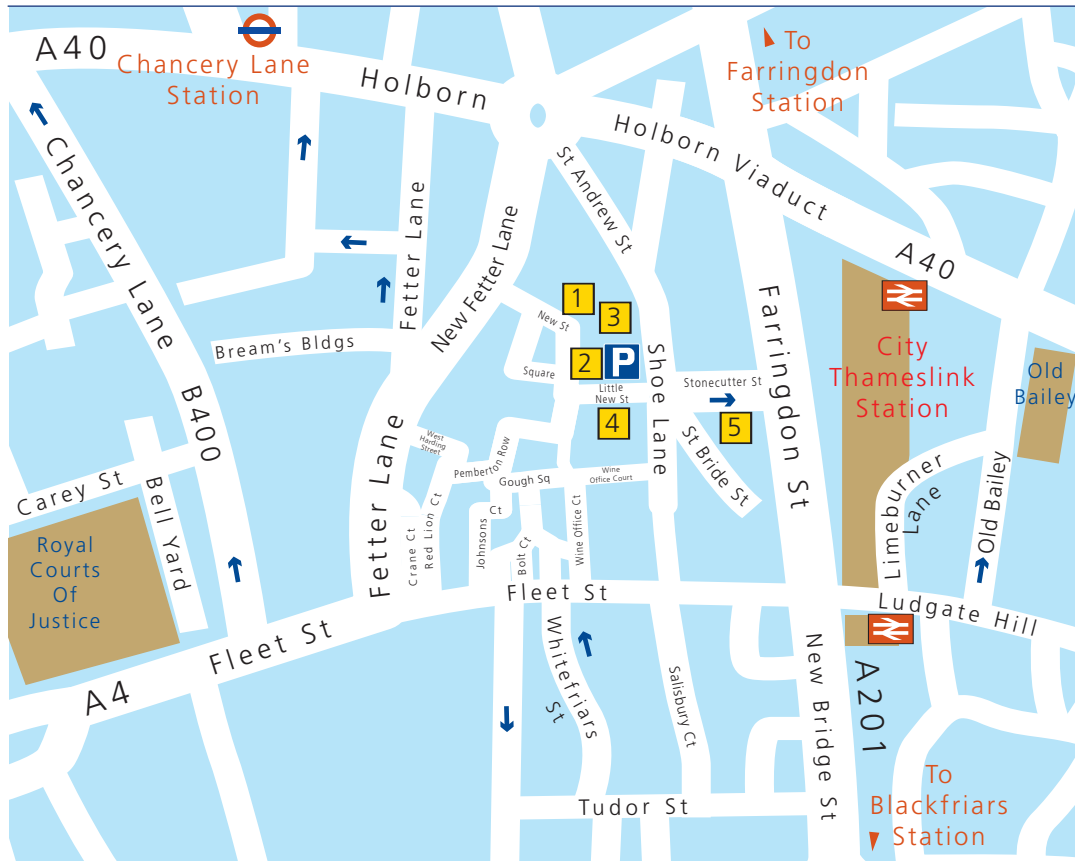 A40
Chancery Lane
Station
Holborn
To
Farringdon
Station
Holborn Viaduct
A40
Chancery Lane
B400
Fetter Lane
New Fetter Lane
St Andrew St
Bream's Bldgs
New St
Square
1
3
2
P
Little
New St
4
Shoe Lane
Stonecutter St
5
St Bride St
Farringdon St
City
Thameslink
Station
Old
Bailey
Old Bailey
Limeburner
Lane
Carey St
Bell Yard
Royal
Courts
Of
Justice
Fetter Lane
West
Harding
Street
Pemberton Row
Gough Sq
Wine
Office Court
Crane Ct
Red Lion Ct
Johnsons Ct
Bolt Ct
Wine Office Ct
Fleet St
Fleet St
A4
Ludgate Hill
Whitefriars
St
Salisbury Ct
New Bridge St
A201
Tudor St
To
Blackfriars
Station